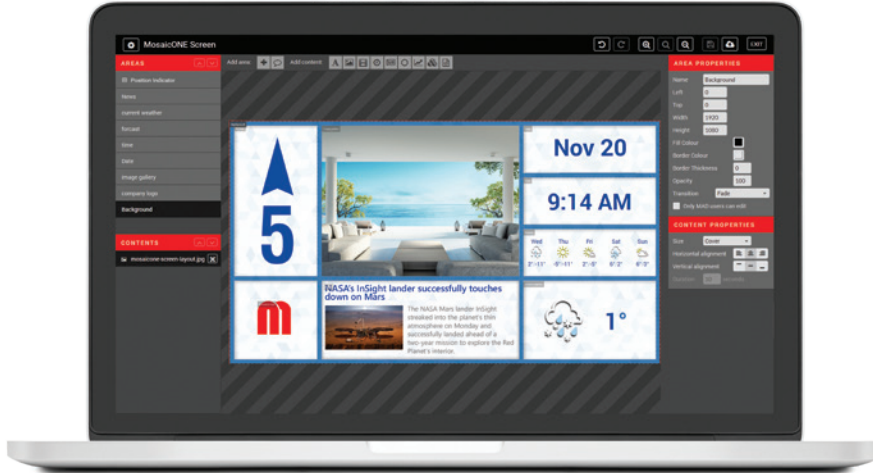 MosaicONE Screen
EXIT
AREAS
Add area:
Add content:
AREA PROPERTIES
Position Indicator
News
current weather
forcast
time
Date
image gallery
company logo
Background
CONTENTS
mosaicone-screen-layout.jpg
Name Background
Left 0
Top 0
Width 1920
Height 1080
Fill Colour
Border Colour
Border Thickness 0
Opacity 100
Transition Fade
Only MAD users can edit
CONTENT PROPERTIES
Size Cover
Horizontal alignment
Vertical alignment
5
Nov 20
9:14 AM
Wed Thu Fri Sat Sun
1°
m
NASA's InSight lander successfully touches
down on Mars
The NASA Mars lander InSight
streaked into the planet's thin
atmosphere on Monday and
successfully landed ahead of a
two-year mission to explore the Red
Planet's interior.